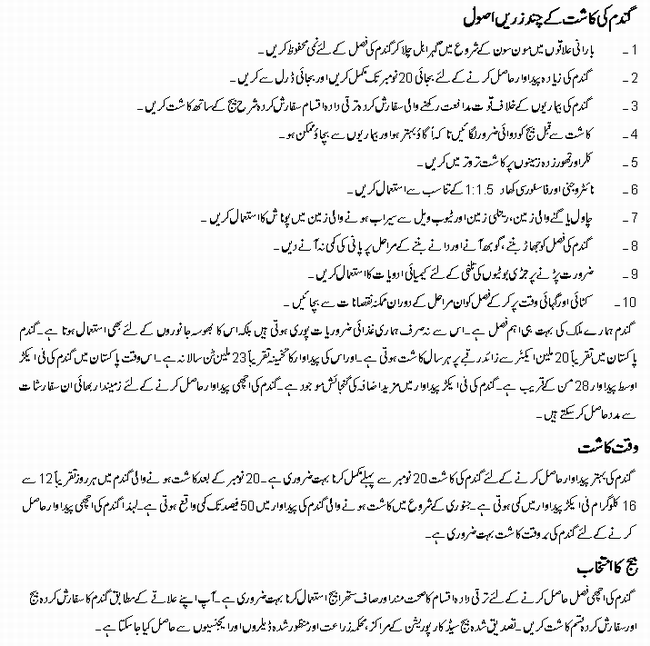 گندم کی کاشت کے چند زریں اصول
1 ۔ بارانی علاقوں میں مون سون کے شروع میں گہرا ہل چلا کر گندم کی فصل کے لئے نمی محفوظ کریں ۔
2 ۔ گندم کی زیادہ پیداوار حاصل کرنے کے لئے بجائی 20 نومبر تک مکمل کریں اور بجائی ڈرل سے کریں ۔
3 ۔ گندم کی بیماریوں کے خلاف قوت مدافعت رکھنے والی سفارش کردہ ترقی دادہ اقسام سفارش کردہ شرح بیج کے ساتھ کاشت کریں ۔
4 ۔ کاشت سے قبل بیج کو دوائی ضرور لگائیں تاکہ اُگاؤ بہتر ہو اور بیماریوں سے بچاؤ ممکن ہو ۔
5 ۔ کلر اور تھور زدہ زمینوں پر کاشت تر وتر میں کریں ۔
6 ۔ نائٹروجنی اور فاسفورسی کھاد 1:1.5 کے تناسب سے استعمال کریں ۔
7 ۔ چاول یا گنے والی زمین، ریتلی زمین اور ٹیوب ویل سے سیراب ہونے والی زمین میں پوٹاش کا استعمال کریں ۔
8 ۔ گندم کی فصل کو جھاڑ بننے، گوبھ آنے اور دانے بننے کے مراحل پر پانی کی کمی نہ آنے دیں ۔
9 ۔ ضرورت پڑنے پر جڑی بوٹیوں کی تلفی کے لئے کیمیائی ادویات کا استعمال کریں ۔
10 ۔ کٹائی اور گہائی وقت پر کر کے فصل کو ان مراحل کے دوران ممکنہ نقصانات سے بچائیں ۔
گندم ہمارے ملک کی بہت ہی اہم فصل ہے۔ اس سے نہ صرف ہماری غذائی ضروریات پوری ہوتی ہیں بلکہ اس کا بھوسہ جانوروں کے لئے بھی استعمال ہوتا ہے۔ گندم
پاکستان میں تقریباً 20 ملین ایکڑ سے زائد رقبے پر ہر سال کاشت ہوتی ہے۔ اور اس کی پیداوار کا تخمینہ تقریباً 23 ملین ٹن سالانہ ہے۔ اس وقت پاکستان میں گندم کی فی ایکڑ
اوسط پیداوار 28 من کے قریب ہے۔ گندم کی فی ایکڑ پیداوار میں مزید اضافہ کی گنجائش موجود ہے۔ گندم کی اچھی پیداوار حاصل کرنے کے لئے زمیندار بھائی ان سفارشات
سے مدد حاصل کر سکتے ہیں ۔
وقت کاشت
گندم کی بہتر پیداوار حاصل کرنے کے لئے گندم کی کاشت 20 نومبر سے پہلے مکمل کرنا بہت ضروری ہے۔ 20 نومبر کے بعد کاشت ہونے والی گندم میں ہر روز تقریباً 12 سے
16 کلوگرام فی ایکڑ پیداوار میں کمی ہوتی ہے۔ جنوری کے شروع میں کاشت ہونے والی گندم کی پیداوار میں 50 فیصد تک کمی واقع ہوتی ہے۔ لہٰذا گندم کی اچھی پیداوار حاصل
کرنے کے لئے گندم کی بروقت کاشت بہت ضروری ہے۔
بیج کا انتخاب
گندم کی اچھی فصل حاصل کرنے کے لئے ترقی دادہ اقسام کا صحت مند اور صاف ستھرا بیج استعمال کرنا بہت ضروری ہے۔ آپ اپنے علاقے کے مطابق گندم کا سفارش کردہ بیج
اور سفارش کردہ قسم کاشت کریں۔ تصدیق شدہ بیج سیڈ کارپوریشن کے مراکز، محکمہ زراعت اور منظور شدہ ڈیلروں اور ایجنسیوں سے حاصل کیا جا سکتا ہے۔